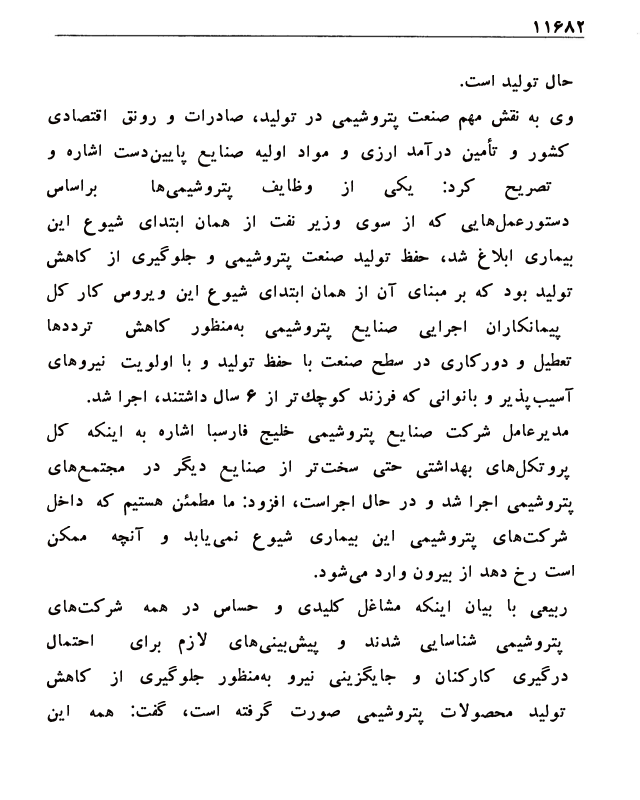 ۱۱۶۸۲
حال تولید است.
وی به نقش مهم صنعت پتروشیمی در تولید، صادرات و رونق اقتصادی
کشور و تأمین درآمد ارزی و مواد اولیه صنایع پایین‌دست اشاره و
تصریح کرد: یکی از وظایف پتروشیمی‌ها براساس
دستورعمل‌هایی که از سوی وزیر نفت از همان ابتدای شیوع این
بیماری ابلاغ شد، حفظ تولید صنعت پتروشیمی و جلوگیری از کاهش
تولید بود که بر مبنای آن از همان ابتدای شیوع این ویروس کار کل
پیمانکاران اجرایی صنایع پتروشیمی به‌منظور کاهش ترددها
تعطیل و دورکاری در سطح صنعت با حفظ تولید و با اولویت نیروهای
آسیب‌پذیر و بانوانی که فرزند کوچك‌تر از ۶ سال داشتند، اجرا شد.
مدیرعامل شرکت صنایع پتروشیمی خلیج فارسبا اشاره به اینکه کل
پروتکل‌های بهداشتی حتی سخت‌تر از صنایع دیگر در مجتمع‌های
پتروشیمی اجرا شد و در حال اجراست، افزود: ما مطمئن هستیم که داخل
شرکت‌های پتروشیمی این بیماری شیوع نمی‌یابد و آنچه ممکن
است رخ دهد از بیرون وارد می‌شود.
ربیعی با بیان اینکه مشاغل کلیدی و حساس در همه شرکت‌های
پتروشیمی شناسایی شدند و پیش‌بینی‌های لازم برای احتمال
درگیری کارکنان و جایگزینی نیرو به‌منظور جلوگیری از کاهش
تولید محصولات پتروشیمی صورت گرفته است، گفت: همه این